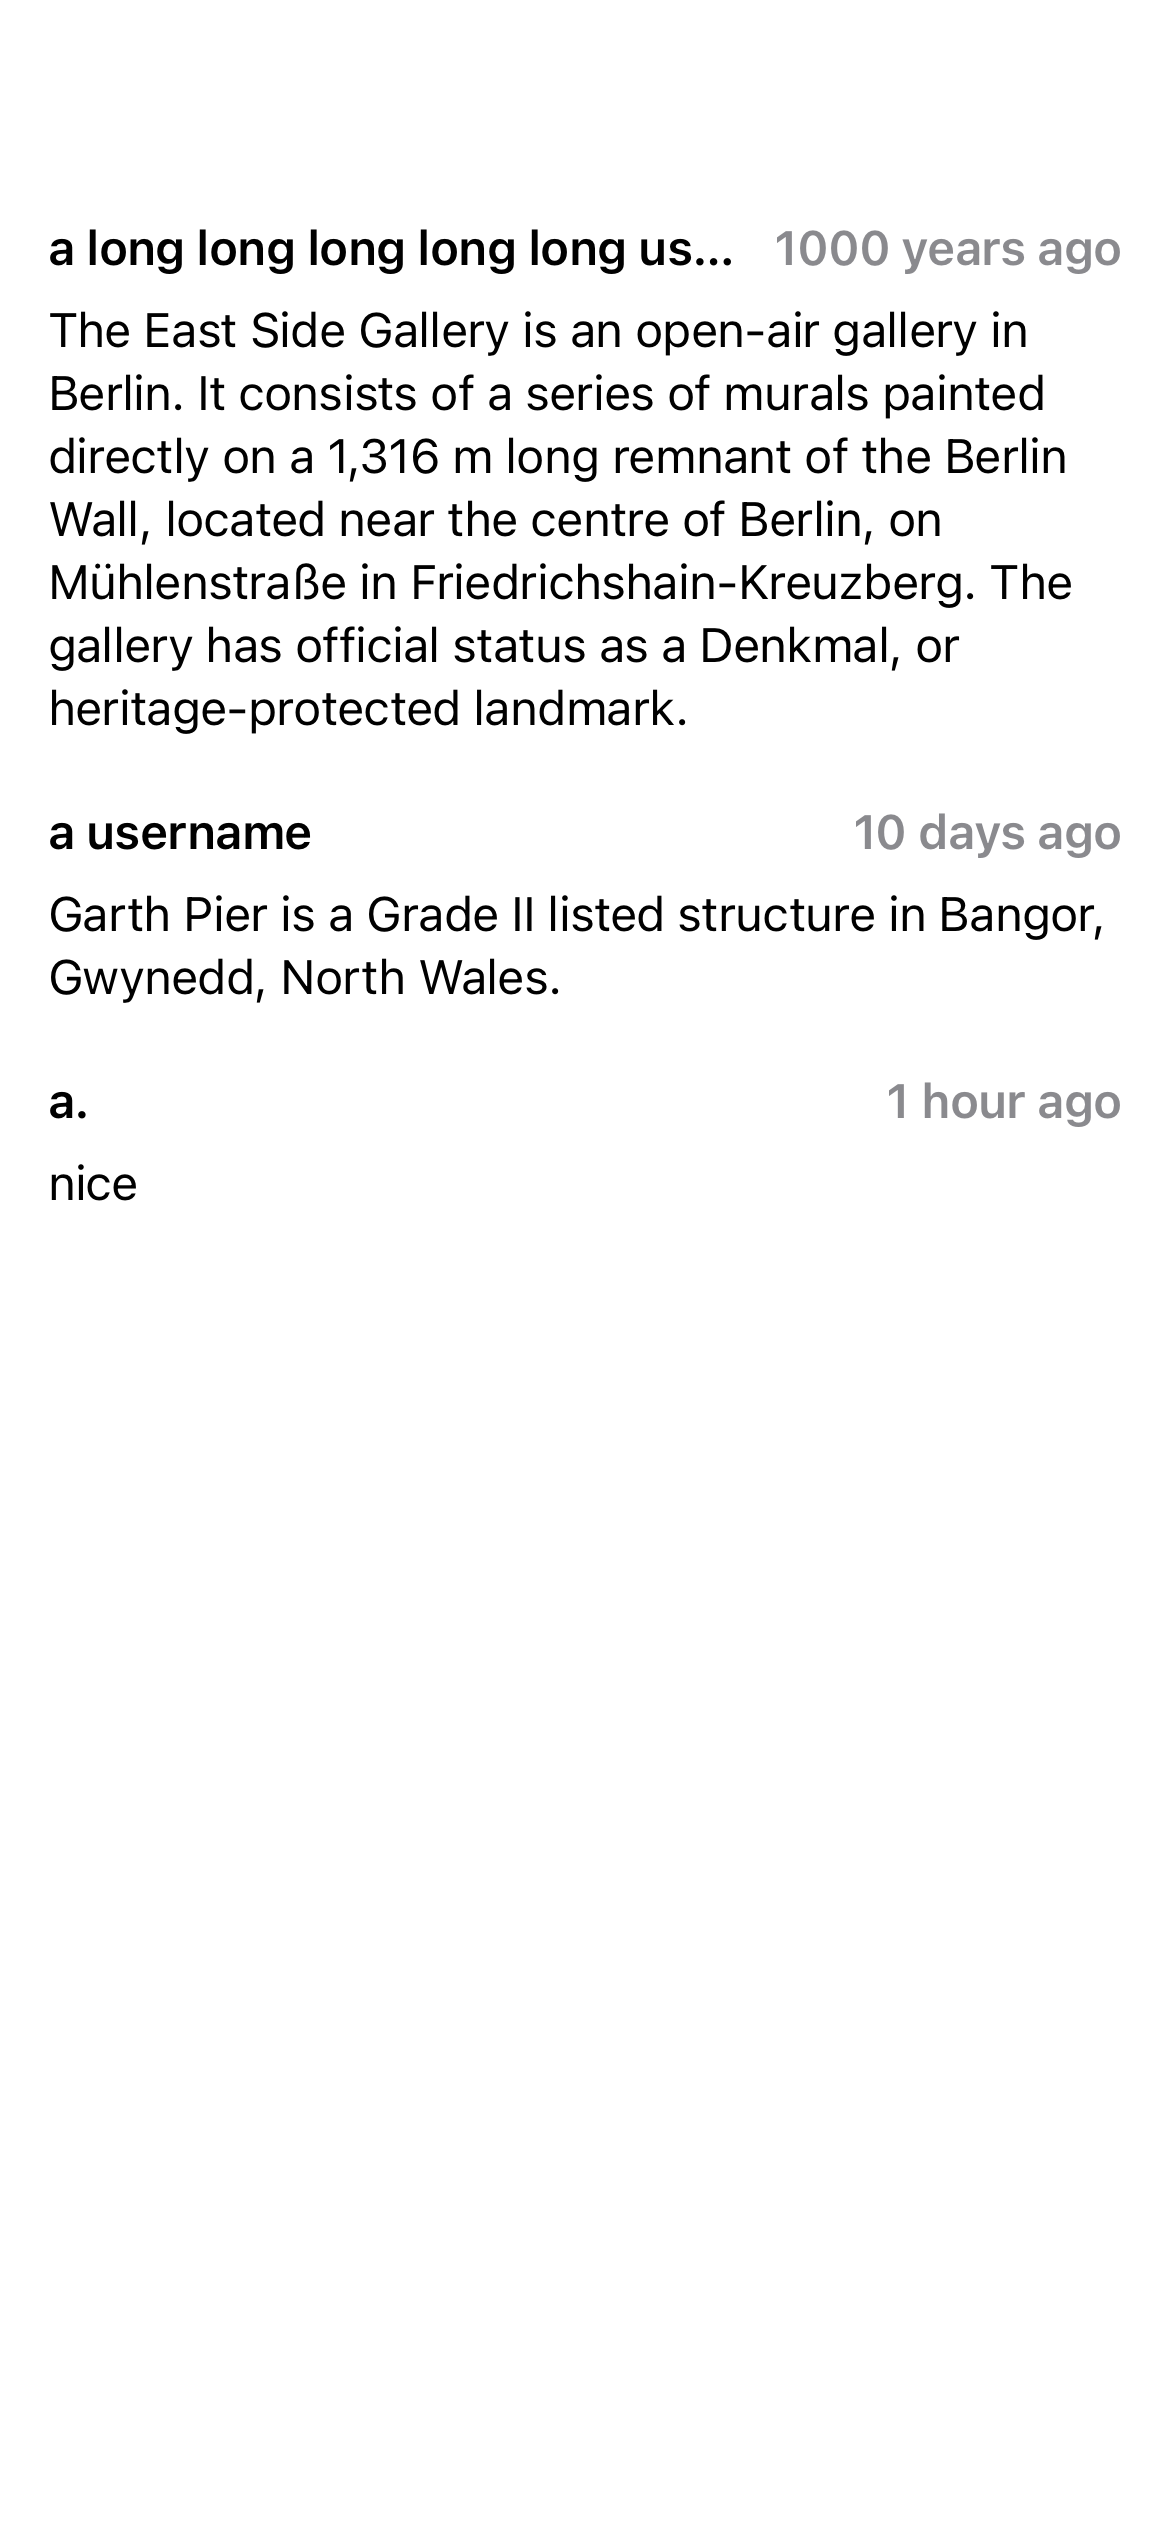 a long long long long long us... 1000 years ago
The East Side Gallery is an open-air gallery in
Berlin. It consists of a series of murals painted
directly on a 1,316 m long remnant of the Berlin
Wall, located near the centre of Berlin, on
Mühlenstraße in Friedrichshain-Kreuzberg. The
gallery has official status as a Denkmal, or
heritage-protected landmark.
a username 10 days ago
Garth Pier is a Grade II listed structure in Bangor,
Gwynedd, North Wales.
a. 1 hour ago
nice